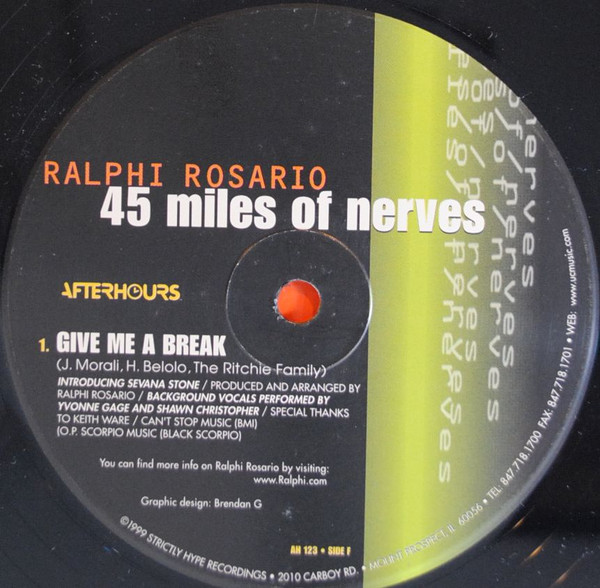 RALPHI ROSARIO
45 miles of nerves
AFTERHOURS
1. GIVE ME A BREAK
(J. Morali, H. Belolo, The Ritchie Family)
INTRODUCING SEVANA STONE / PRODUCED AND ARRANGED BY
RALPHI ROSARIO / BACKGROUND VOCALS PERFORMED BY
YVONNE GAGE AND SHAWN CHRISTOPHER / SPECIAL THANKS
TO KEITH WARE / CAN'T STOP MUSIC (BMI)
(O.P. SCORPIO MUSIC (BLACK SCORPIO)
You can find more info on Ralphi Rosario by visiting:
www.Ralphi.com
Graphic design: Brendan G
AH 123 • SIDE F
©1999 STRICTLY HYPE RECORDINGS • 2010 CARBOY RD. • MOUNT PROSPECT, IL 60056 • TEL 847.718.1700 FAX: 847.718.1701 • WEB: www.ucmusic.com